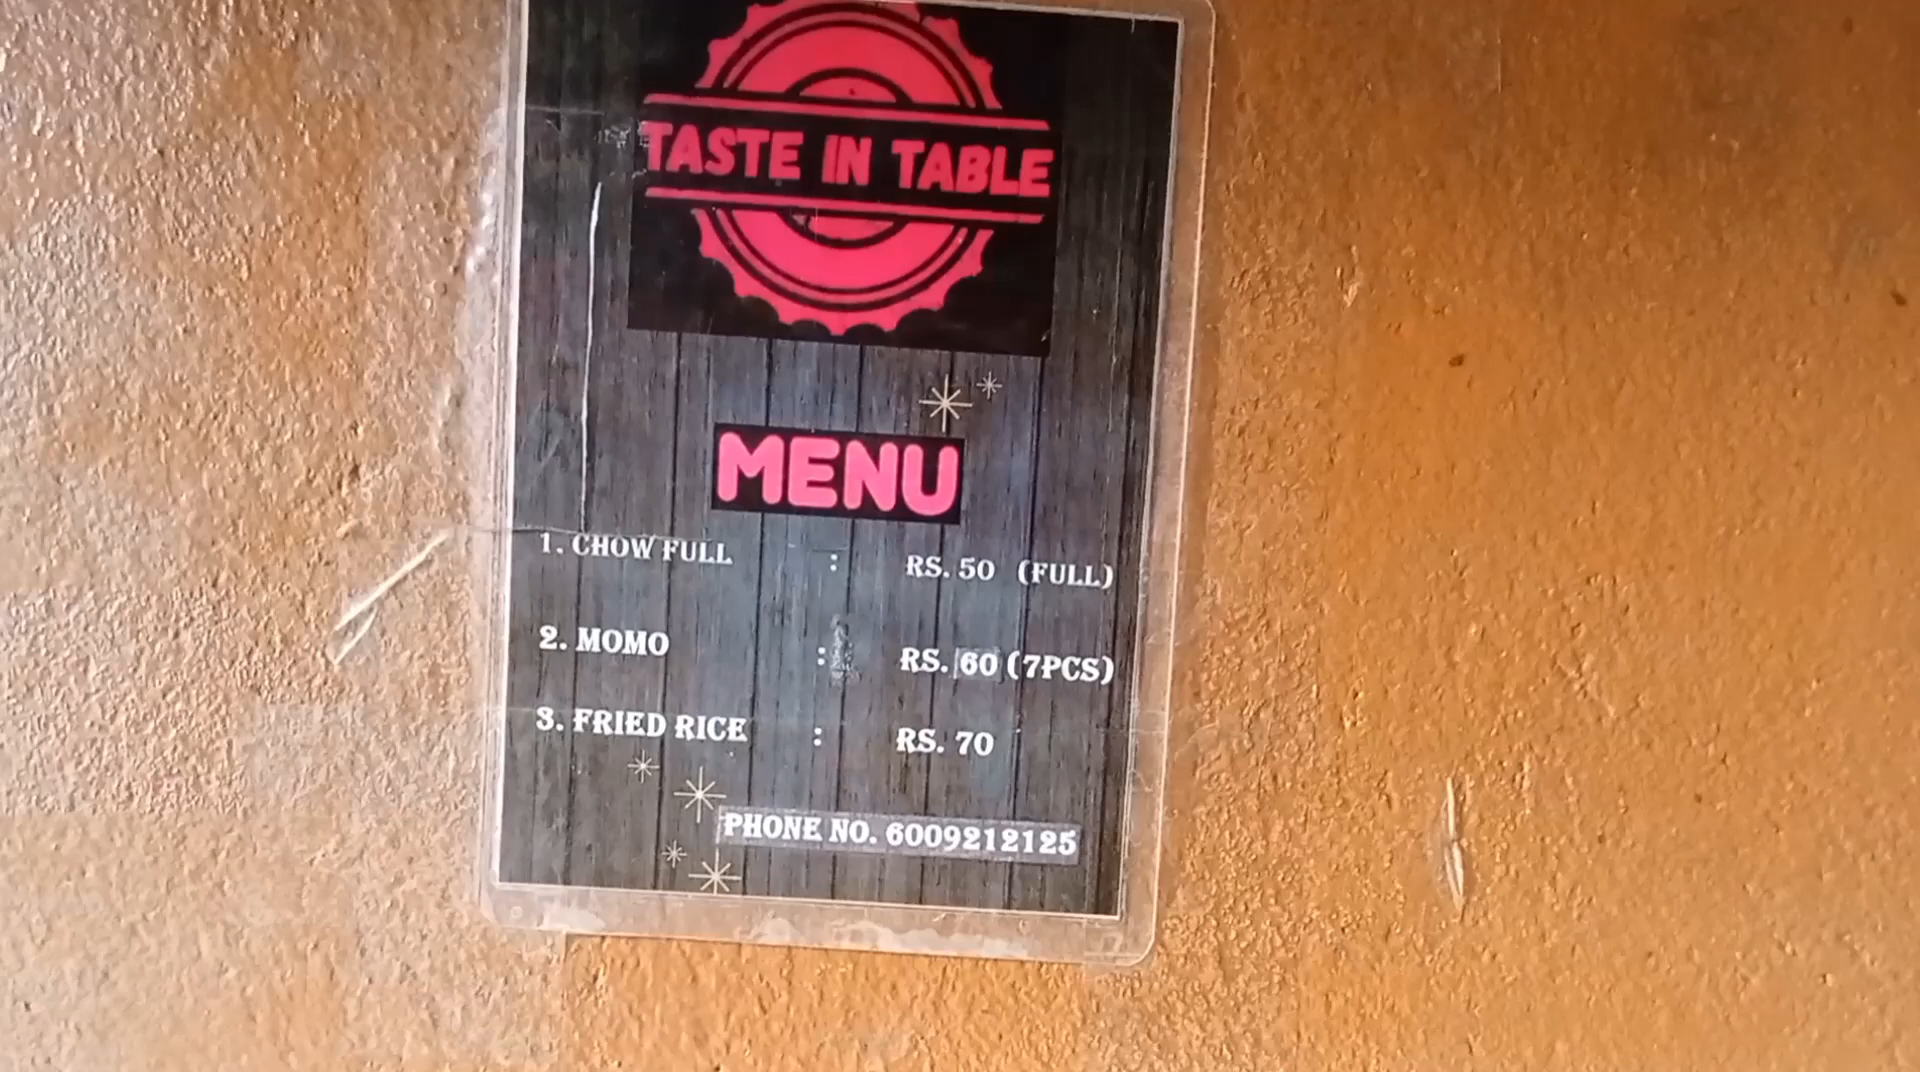 TASTE IN TABLE
MENU
1. CHOW FULL : RS. 50 (FULL)
2. MOMO : RS. 60 (7PCS)
3. FRIED RICE : RS. 70
PHONE NO. 6009212125